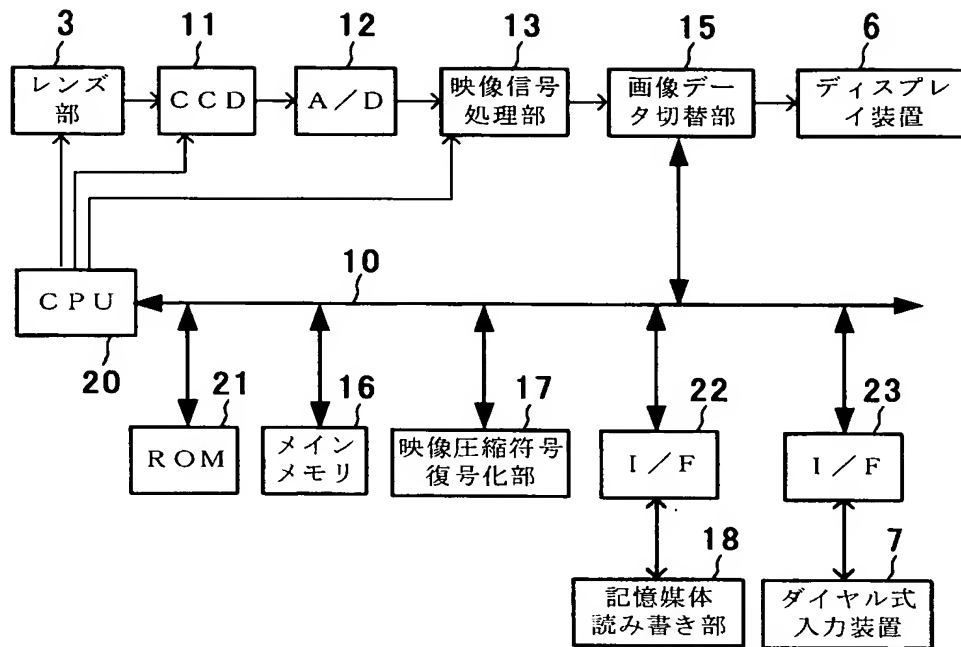 3
11
12
13
15
6
レンズ
部
CCD
A/D
映像信号
処理部
画像デー
タ切替部
ディスプレ
イ装置
CPU
10
20
21
16
17
22
23
ROM
メイン
メモリ
映像圧縮符号
復号化部
I/F
I/F
18
7
記憶媒体
読み書き部
ダイヤル式
入力装置